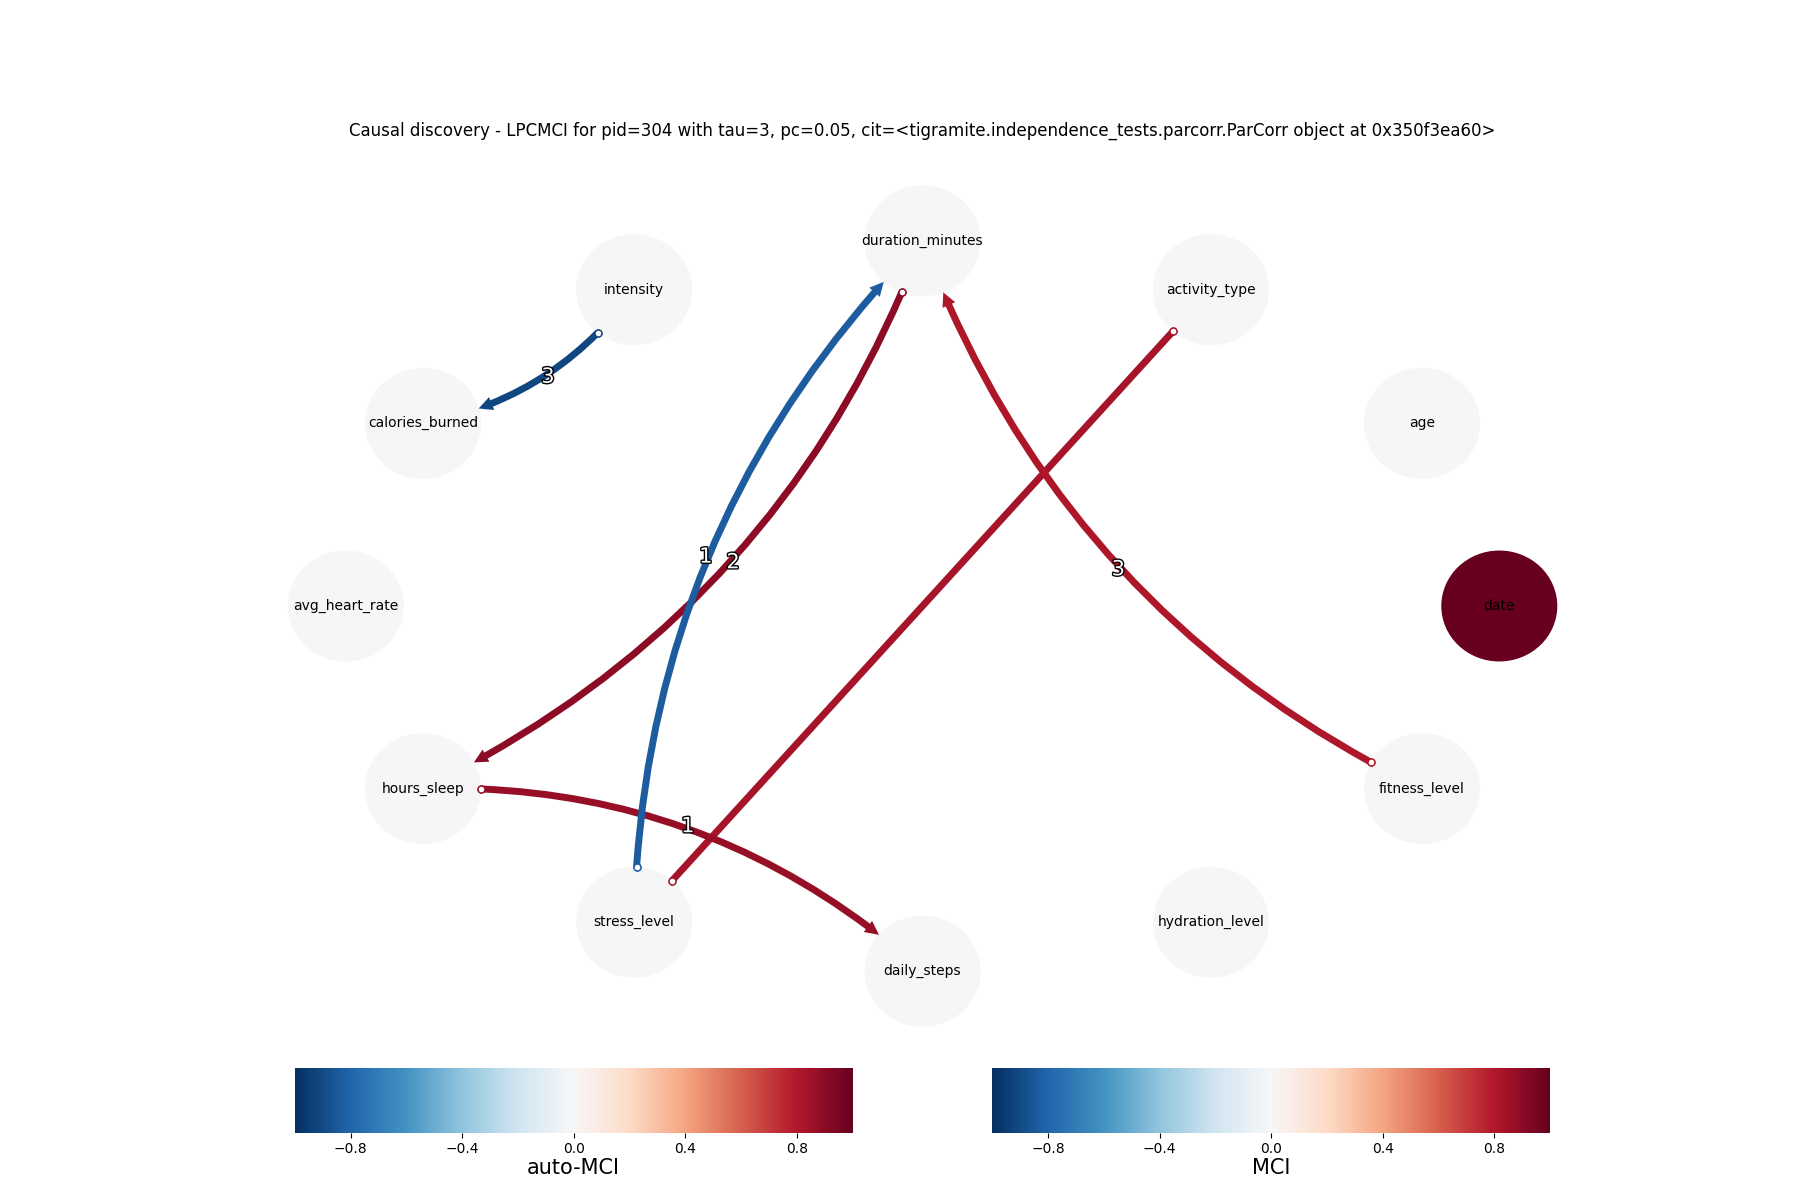 Causal discovery - LPCMCI for pid=304 with tau=3, pc=0.05, cit=<tigramite.independence_tests.parcorr.ParCorr object at 0x350f3ea60>
duration_minutes
intensity
activity_type
3
calories_burned
age
1
2
3
avg_heart_rate
date
hours_sleep
fitness_level
1
stress_level
hydration_level
daily_steps
−0.8 −0.4 0.0 0.4 0.8
auto-MCI
−0.8 −0.4 0.0 0.4 0.8
MCI